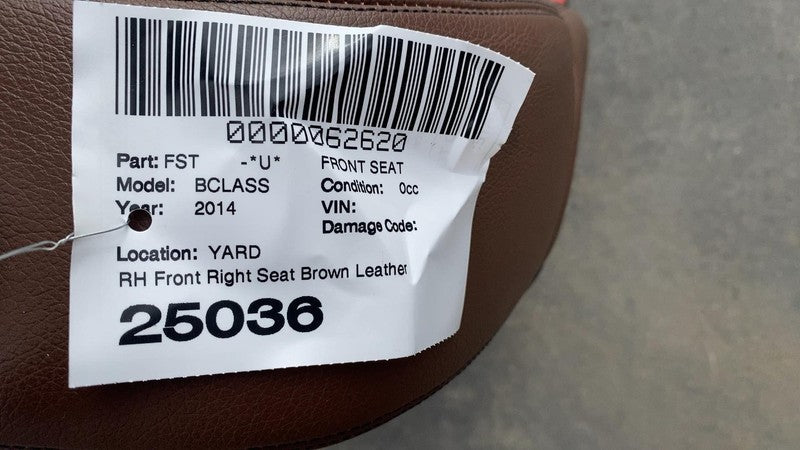 0000062620
Part: FST -*U* FRONT SEAT
Model: BCLASS Condition: 0cc
Year: 2014 VIN:
Damage Code:
Location: YARD
RH Front Right Seat Brown Leather
25036